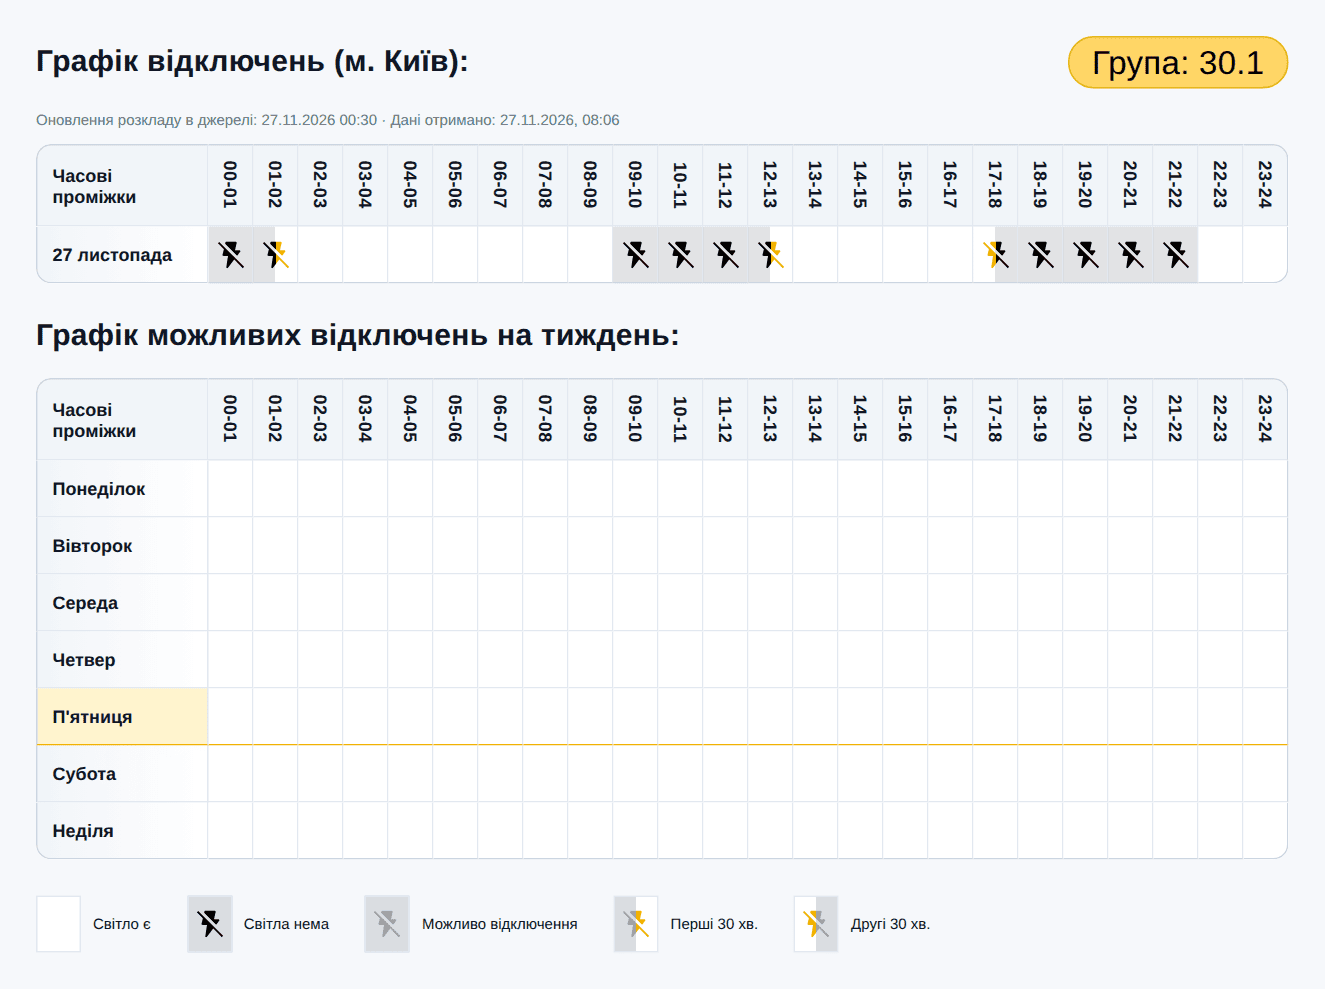 Графік відключень (м. Київ):
Група: 30.1
Оновлення розкладу в джерелі: 27.11.2026 00:30 · Дані отримано: 27.11.2026, 08:06
Часові проміжки 00-01 01-02 02-03 03-04 04-05 05-06 06-07 07-08 08-09 09-10 10-11 11-12 12-13 13-14 14-15 15-16 16-17 17-18 18-19 19-20 20-21 21-22 22-23 23-24
27 листопада
Графік можливих відключень на тиждень:
Часові проміжки 00-01 01-02 02-03 03-04 04-05 05-06 06-07 07-08 08-09 09-10 10-11 11-12 12-13 13-14 14-15 15-16 16-17 17-18 18-19 19-20 20-21 21-22 22-23 23-24
Понеділок
Вівторок
Середа
Четвер
П'ятниця
Субота
Неділя
Світло є Світла нема Можливо відключення Перші 30 хв. Другі 30 хв.